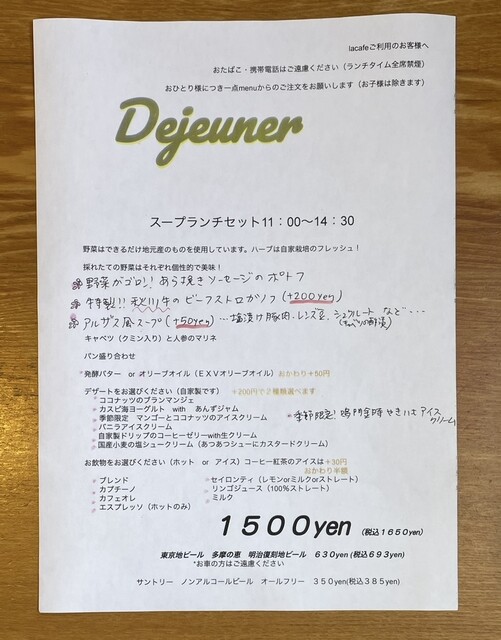 lacafeご利用のお客様へ
おたばこ・携帯電話はご遠慮ください（ランチタイム全席禁煙）
おひとり様につき一点menuからのご注文をお願いします（お子様は除きます）
Dejeuner
スープランチセット11：00～14：30
野菜はできるだけ地元産のものを使用しています。ハーブは自家栽培のフレッシュ！
採れたての野菜はそれぞれ個性的で美味！
野菜がゴロン！あら挽きソーセージのポトフ
特製!! 秋川牛のビーフストロガノフ（+200yen）
アルザス風スープ（+50yen）…塩漬け豚肉、レンズ豆、シュクルート など…
（キャベツの酢漬）
キャベツ（クミン入り）と人参のマリネ
パン盛り合わせ
*発酵バター or オリーブオイル（EXVオリーブオイル）おかわり+50円
デザートをお選びください（自家製です） +200円で2種類選べます
ココナッツのブランマンジェ
カスピ海ヨーグルト with あんずジャム
季節限定 マンゴーとココナッツのアイスクリーム
バニラアイスクリーム
自家製ドリップのコーヒーゼリーwith生クリーム
国産小麦の塩シュークリーム（あつあつシューにカスタードクリーム）
*季節限定！鳴門金時やきいもアイスクリーム
お飲物をお選びください（ホット or アイス）コーヒー紅茶のアイスは+30円
おかわり半額
ブレンド
カプチーノ
カフェオレ
エスプレッソ（ホットのみ）
セイロンティ（レモンorミルクorストレート）
リンゴジュース（100％ストレート）
ミルク
1500yen （税込1650yen）
東京地ビール 多摩の恵 明治復刻地ビール 630yen (税込693yen)
*お車の方はご遠慮ください
サントリー ノンアルコールビール オールフリー 350yen(税込385yen)